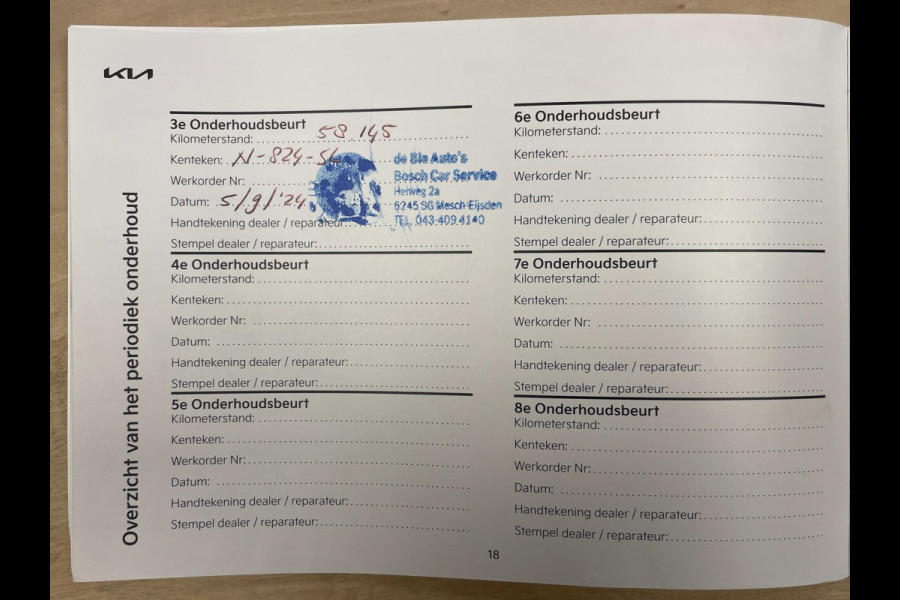 KIA
Overzicht van het periodiek onderhoud
3e Onderhoudsbeurt
Kilometerstand: 58 145
Kenteken: N-824-
Werkorder Nr:
Datum: 5/9/'24
Handtekening dealer / reparateur:
Stempel dealer / reparateur:
Auto's
Bosch Car Service
Heiweg 2a
6245 SG Mesch-Eijsden
TEL. 043-409 4140
4e Onderhoudsbeurt
Kilometerstand:
Kenteken:
Werkorder Nr:
Datum:
Handtekening dealer / reparateur:
Stempel dealer / reparateur:
5e Onderhoudsbeurt
Kilometerstand:
Kenteken:
Werkorder Nr:
Datum:
Handtekening dealer / reparateur:
Stempel dealer / reparateur:
6e Onderhoudsbeurt
Kilometerstand:
Kenteken:
Werkorder Nr:
Datum:
Handtekening dealer / reparateur:
Stempel dealer / reparateur:
7e Onderhoudsbeurt
Kilometerstand:
Kenteken:
Werkorder Nr:
Datum:
Handtekening dealer / reparateur:
Stempel dealer / reparateur:
8e Onderhoudsbeurt
Kilometerstand:
Kenteken:
Werkorder Nr:
Datum:
Handtekening dealer / reparateur:
Stempel dealer / reparateur:
18